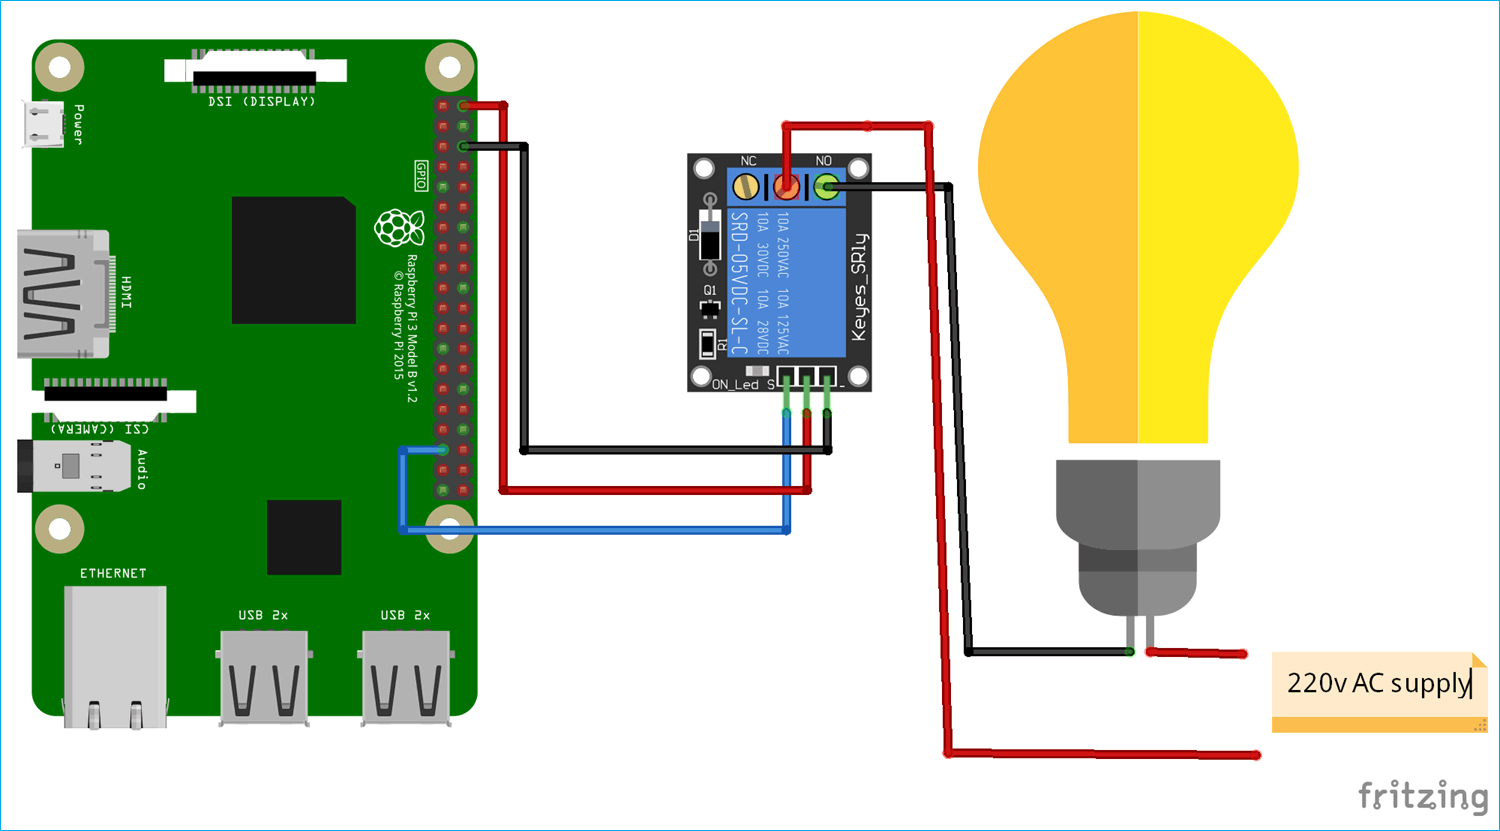 DSI (DISPLAY)
Power
GPIO
HDMI
Raspberry Pi 3 Model B v1.2
© Raspberry Pi 2015
CSI (CAMERA)
Audio
ETHERNET
USB 2x
USB 2x
NC
NO
D1
Q1
R1
SRD-05VDC-SL-C
10A 30VDC 10A 28VDC
10A 250VAC 10A 125VAC
Keyes_SRly
ON_Led S
-
220v AC supply
fritzing